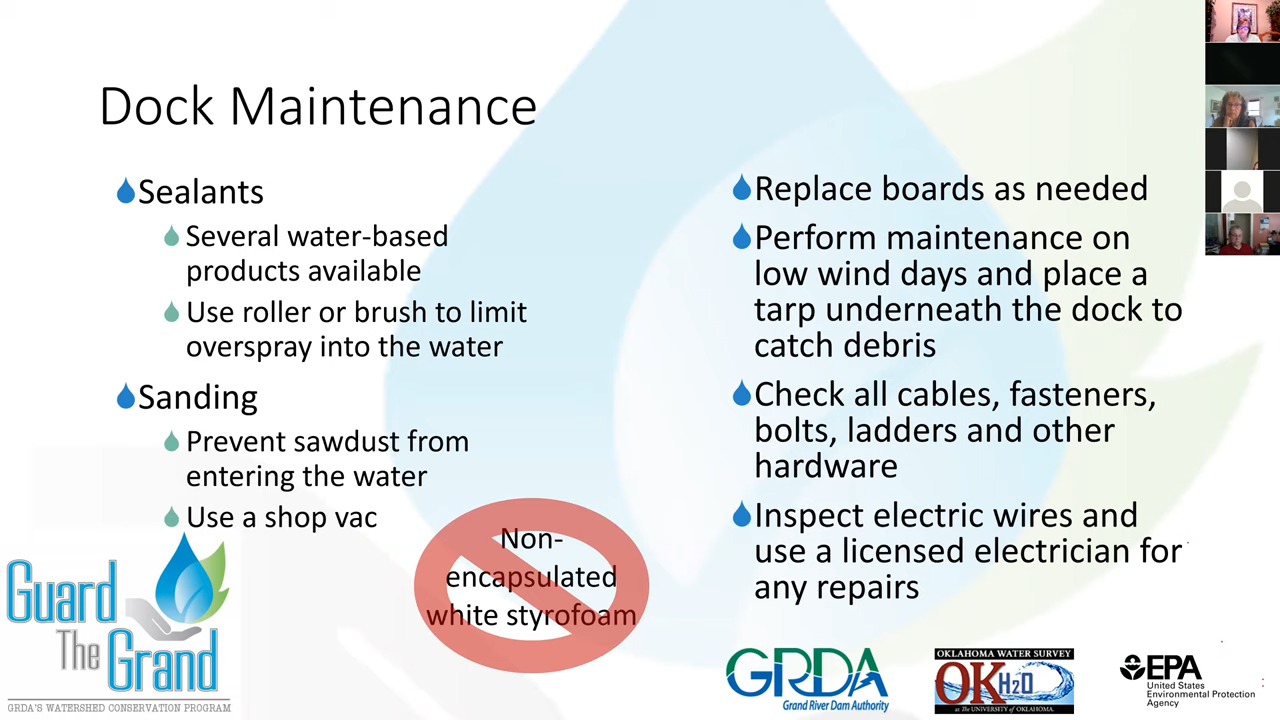 Dock Maintenance
Sealants
Several water-based
products available
Use roller or brush to limit
overspray into the water
Sanding
Prevent sawdust from
entering the water
Use a shop vac
Non-
encapsulated
white styrofoam
Replace boards as needed
Perform maintenance on
low wind days and place a
tarp underneath the dock to
catch debris
Check all cables, fasteners,
bolts, ladders and other
hardware
Inspect electric wires and
use a licensed electrician for
any repairs
Guard
The Grand
GRDA'S WATERSHED CONSERVATION PROGRAM
GRDA
Grand River Dam Authority
OKLAHOMA WATER SURVEY
OK H2O
at The UNIVERSITY of OKLAHOMA.
EPA
United States
Environmental Protection
Agency